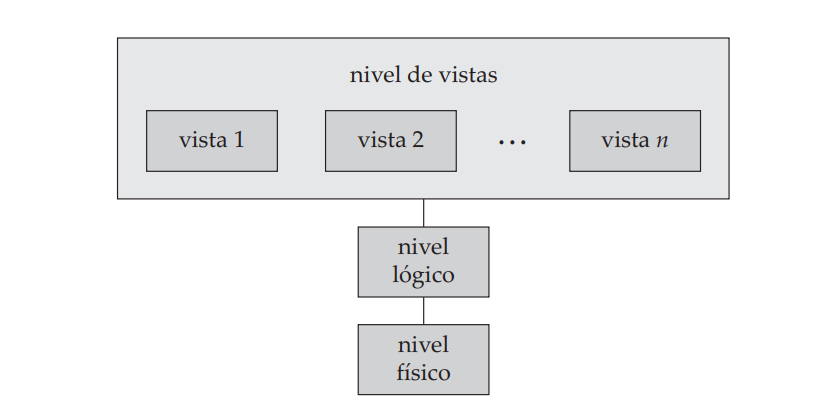 nivel de vistas
vista 1
vista 2
...
vista n
nivel
lógico
nivel
físico